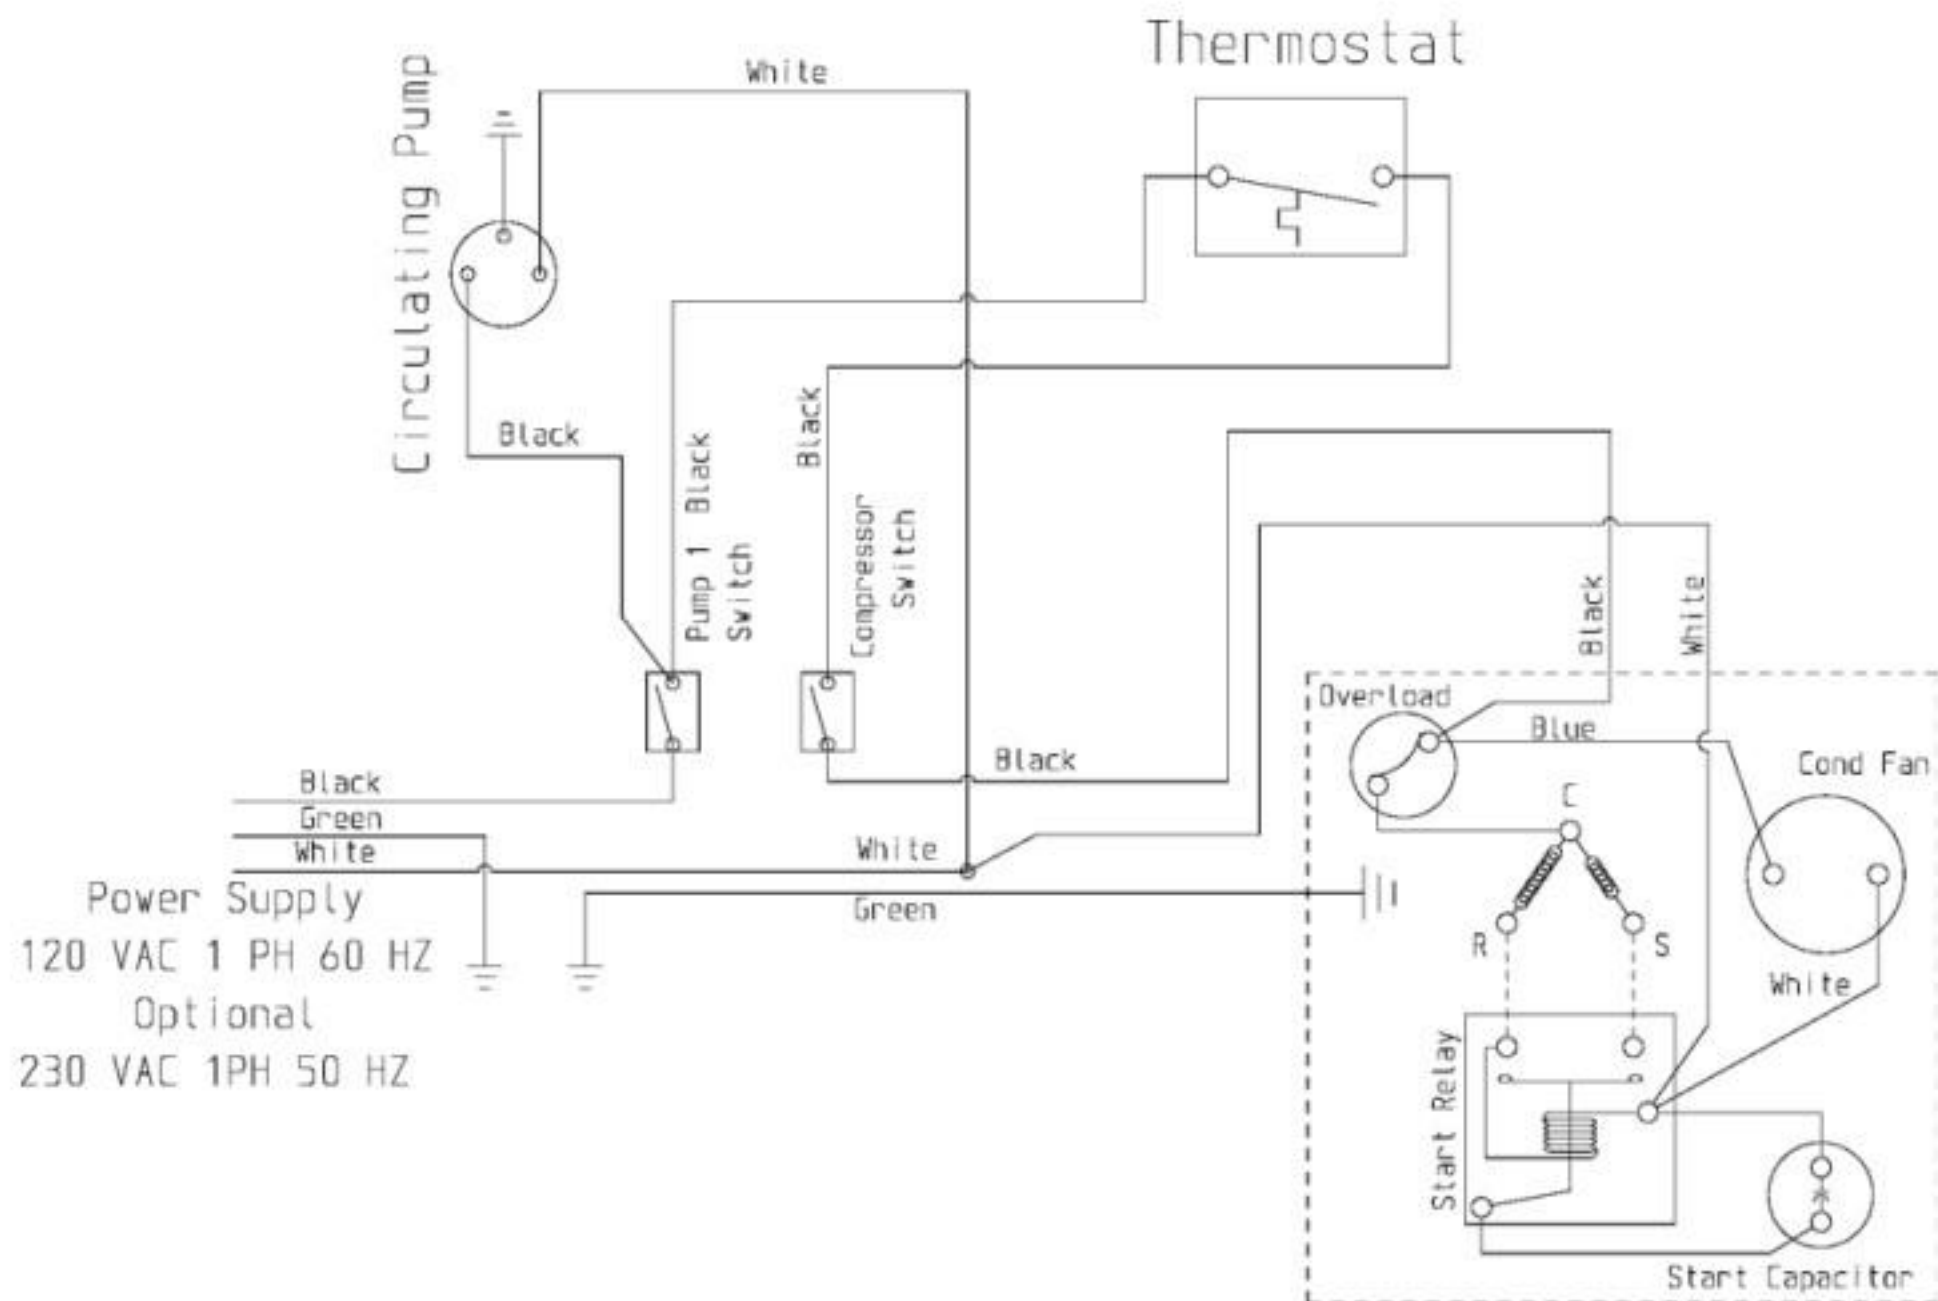 Thermostat
White
Circulating Pump
Black
Pump 1 Black
Switch
Black
Compressor
Switch
Black
White
Overload
Blue
Cond Fan
Black
Black
Green
White
White
Green
Power Supply
120 VAC 1 PH 60 HZ
Optional
230 VAC 1PH 50 HZ
C
R
S
White
Start Relay
Start Capacitor